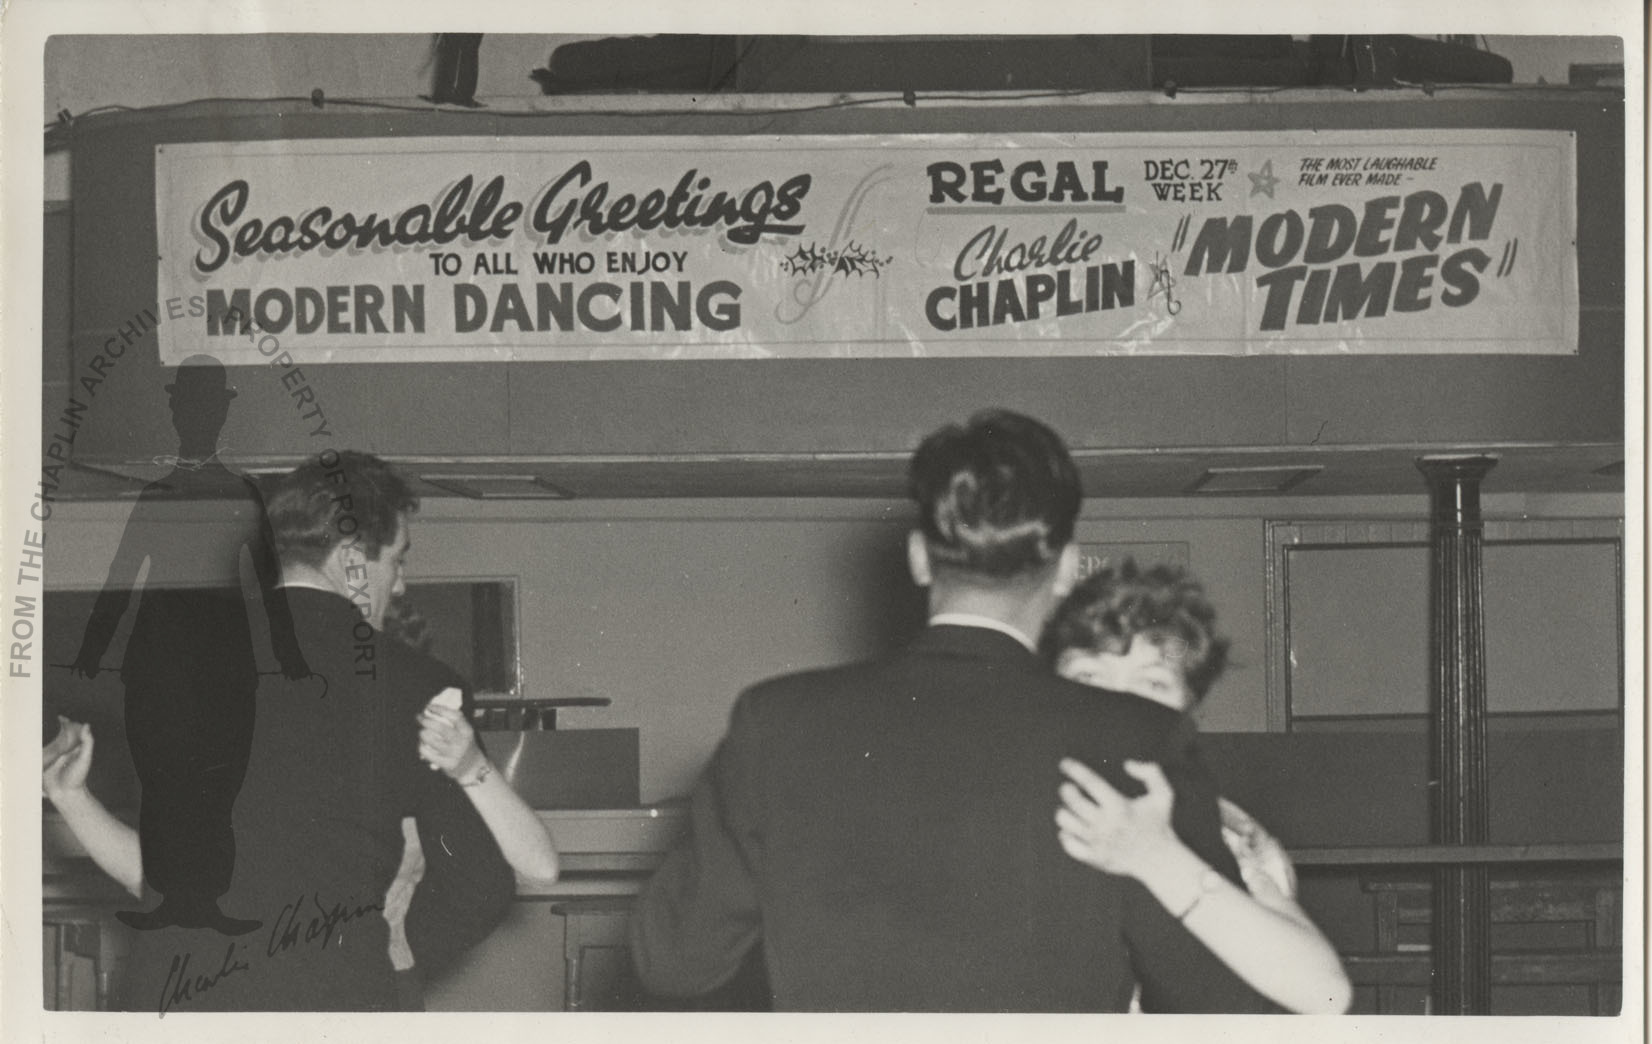 Seasonable Greetings
TO ALL WHO ENJOY
MODERN DANCING
REGAL
DEC. 27th
WEEK
THE MOST LAUGHABLE
FILM EVER MADE –
Charlie
CHAPLIN
"MODERN
TIMES"
FROM THE CHAPLIN ARCHIVES, PROPERTY OF ROY EXPORT
Charlie Chaplin